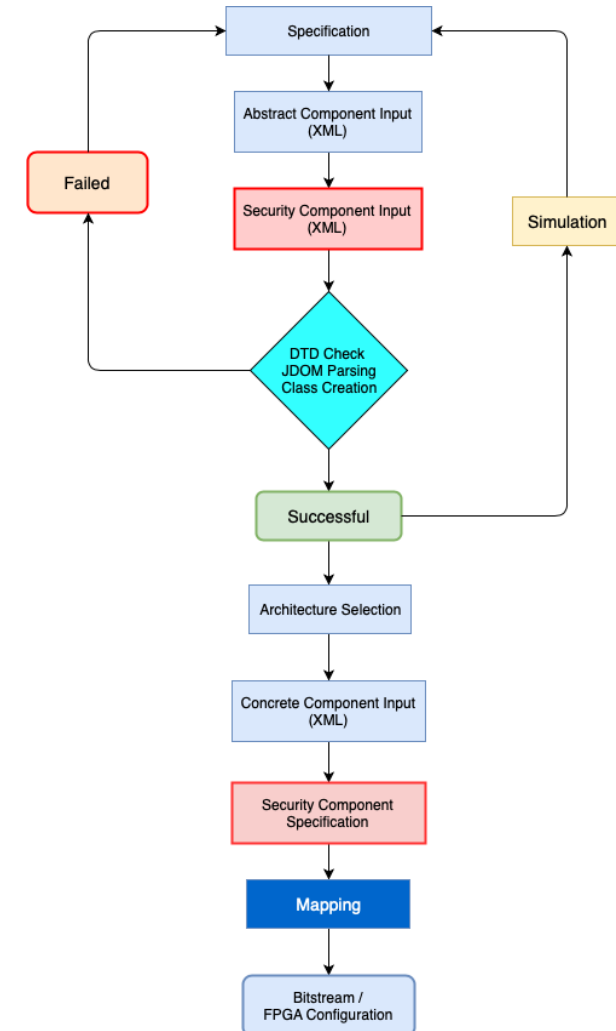 Specification
Abstract Component Input
(XML)
Failed
Security Component Input
(XML)
Simulation
DTD Check
JDOM Parsing
Class Creation
Successful
Architecture Selection
Concrete Component Input
(XML)
Security Component
Specification
Mapping
Bitstream /
FPGA Configuration